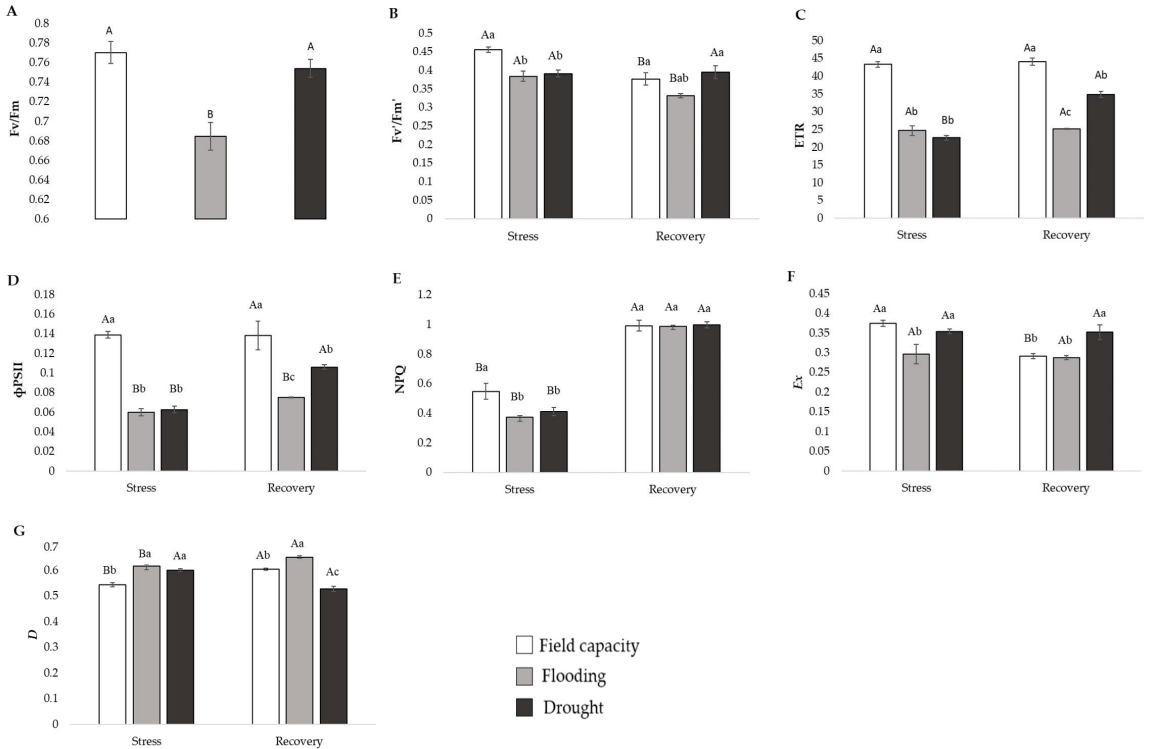 A
0.8
0.78
0.76
0.74
0.72
0.7
0.68
0.66
0.64
0.62
0.6
Fv/Fm
A
B
A
B
0.5
0.45
0.4
0.35
0.3
0.25
0.2
0.15
0.1
0.05
0
Fv'/Fm'
Aa
Ab
Ab
Ba
Bab
Aa
Stress
Recovery
C
50
45
40
35
30
25
20
15
10
5
0
ETR
Aa
Ab
Bb
Aa
Ac
Ab
Stress
Recovery
D
0.18
0.16
0.14
0.12
0.1
0.08
0.06
0.04
0.02
0
ϕPSII
Aa
Bb
Bb
Aa
Bc
Ab
Stress
Recovery
E
1.2
1
0.8
0.6
0.4
0.2
0
NPQ
Ba
Bb
Bb
Aa
Aa
Aa
Stress
Recovery
F
0.45
0.4
0.35
0.3
0.25
0.2
0.15
0.1
0.05
0
Ex
Aa
Ab
Aa
Bb
Ab
Aa
Stress
Recovery
G
0.7
0.6
0.5
0.4
0.3
0.2
0.1
0
D
Bb
Ba
Aa
Ab
Aa
Ac
Stress
Recovery
Field capacity
Flooding
Drought